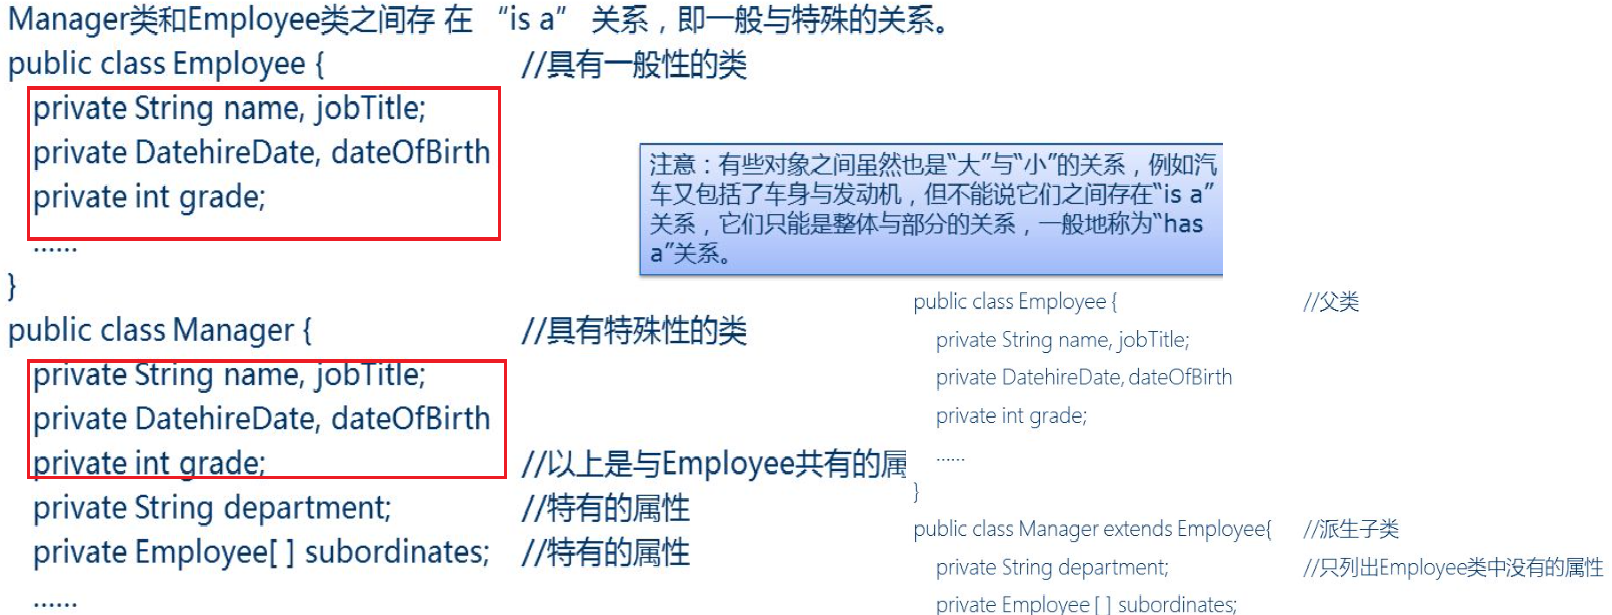 Manager类和Employee类之间存 在 “is a” 关系，即一般与特殊的关系。
public class Employee { //具有一般性的类
private String name, jobTitle;
private DatehireDate, dateOfBirth
private int grade;
……
}
public class Manager { //具有特殊性的类
private String name, jobTitle;
private DatehireDate, dateOfBirth
private int grade; //以上是与Employee共有的属
private String department; //特有的属性
private Employee[ ] subordinates; //特有的属性
……
注意：有些对象之间虽然也是“大”与“小”的关系，例如汽
车又包括了车身与发动机，但不能说它们之间存在“is a”
关系，它们只能是整体与部分的关系，一般地称为“has
a”关系。
public class Employee { //父类
private String name, jobTitle;
private DatehireDate, dateOfBirth
private int grade;
……
}
public class Manager extends Employee{ //派生子类
private String department; //只列出Employee类中没有的属性
private Employee [ ] subordinates;